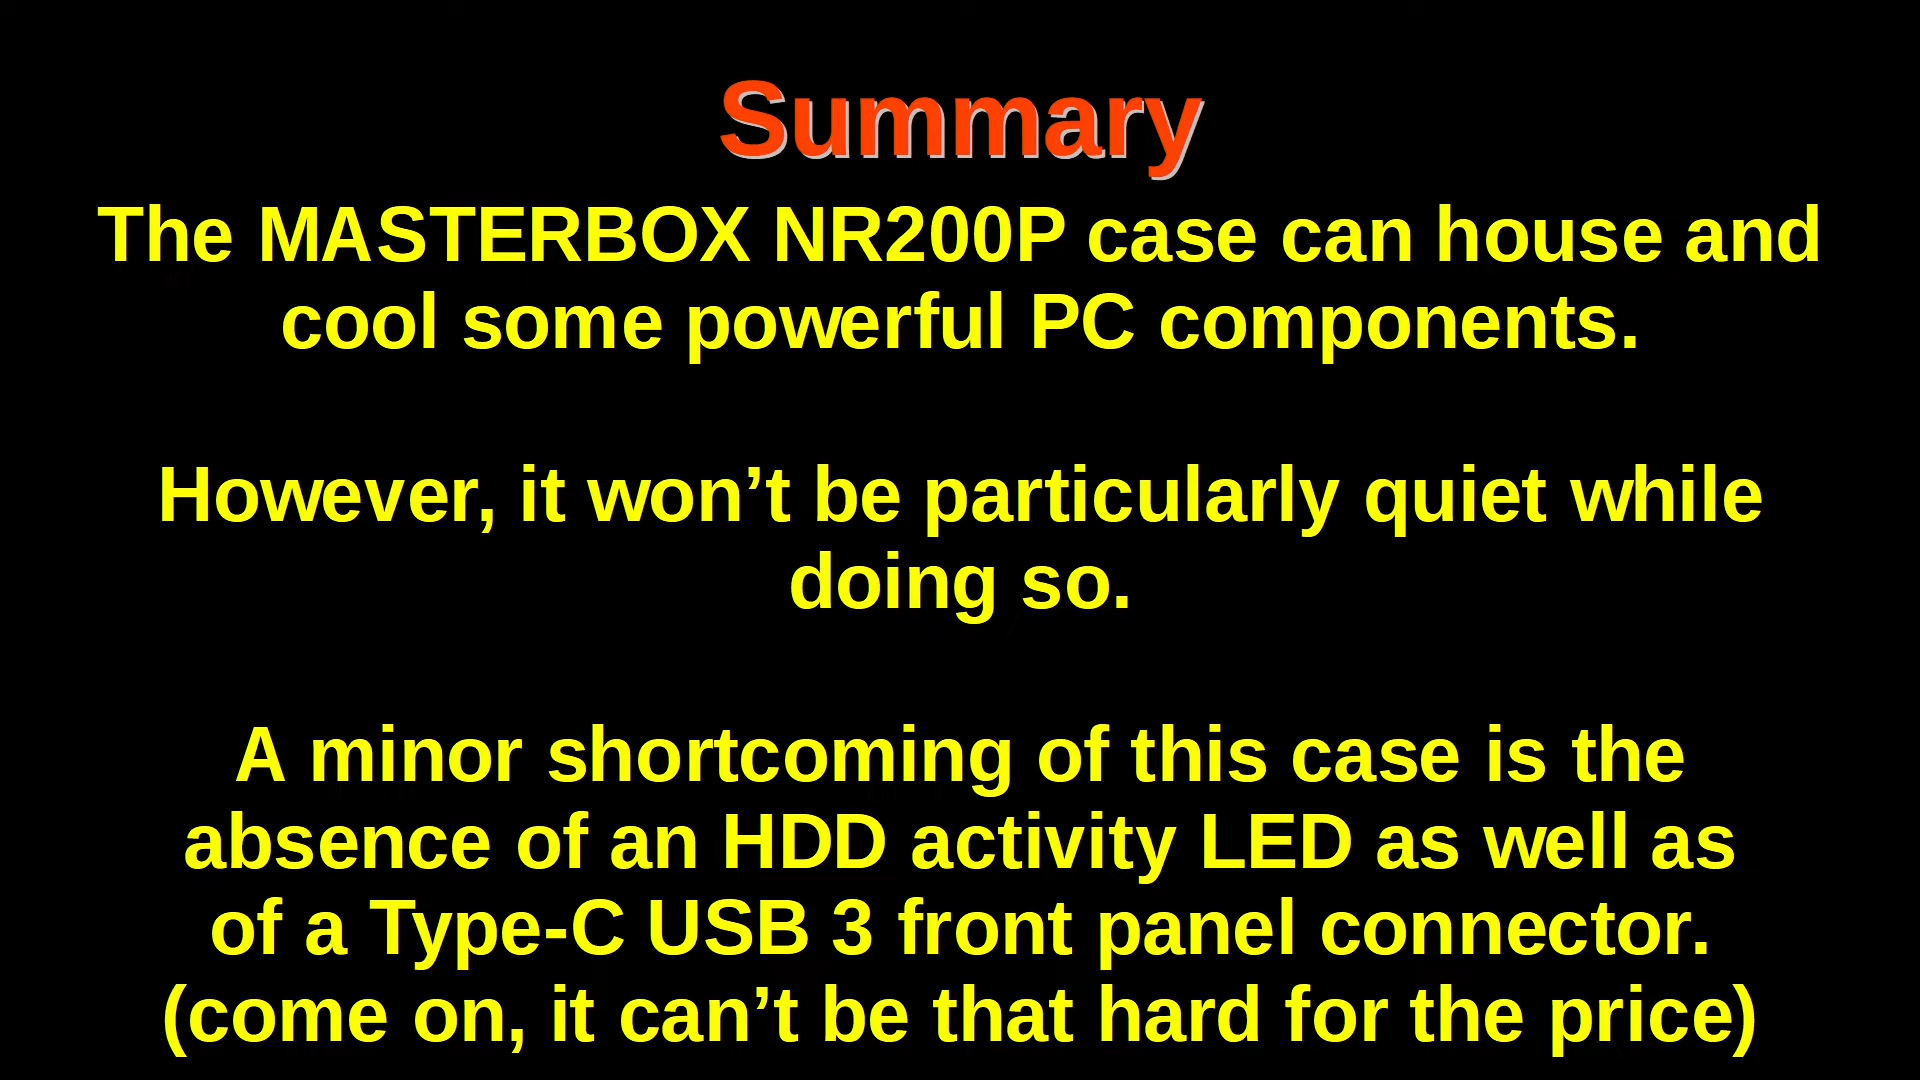 Summary
The MASTERBOX NR200P case can house and
cool some powerful PC components.
However, it won’t be particularly quiet while
doing so.
A minor shortcoming of this case is the
absence of an HDD activity LED as well as
of a Type-C USB 3 front panel connector.
(come on, it can’t be that hard for the price)